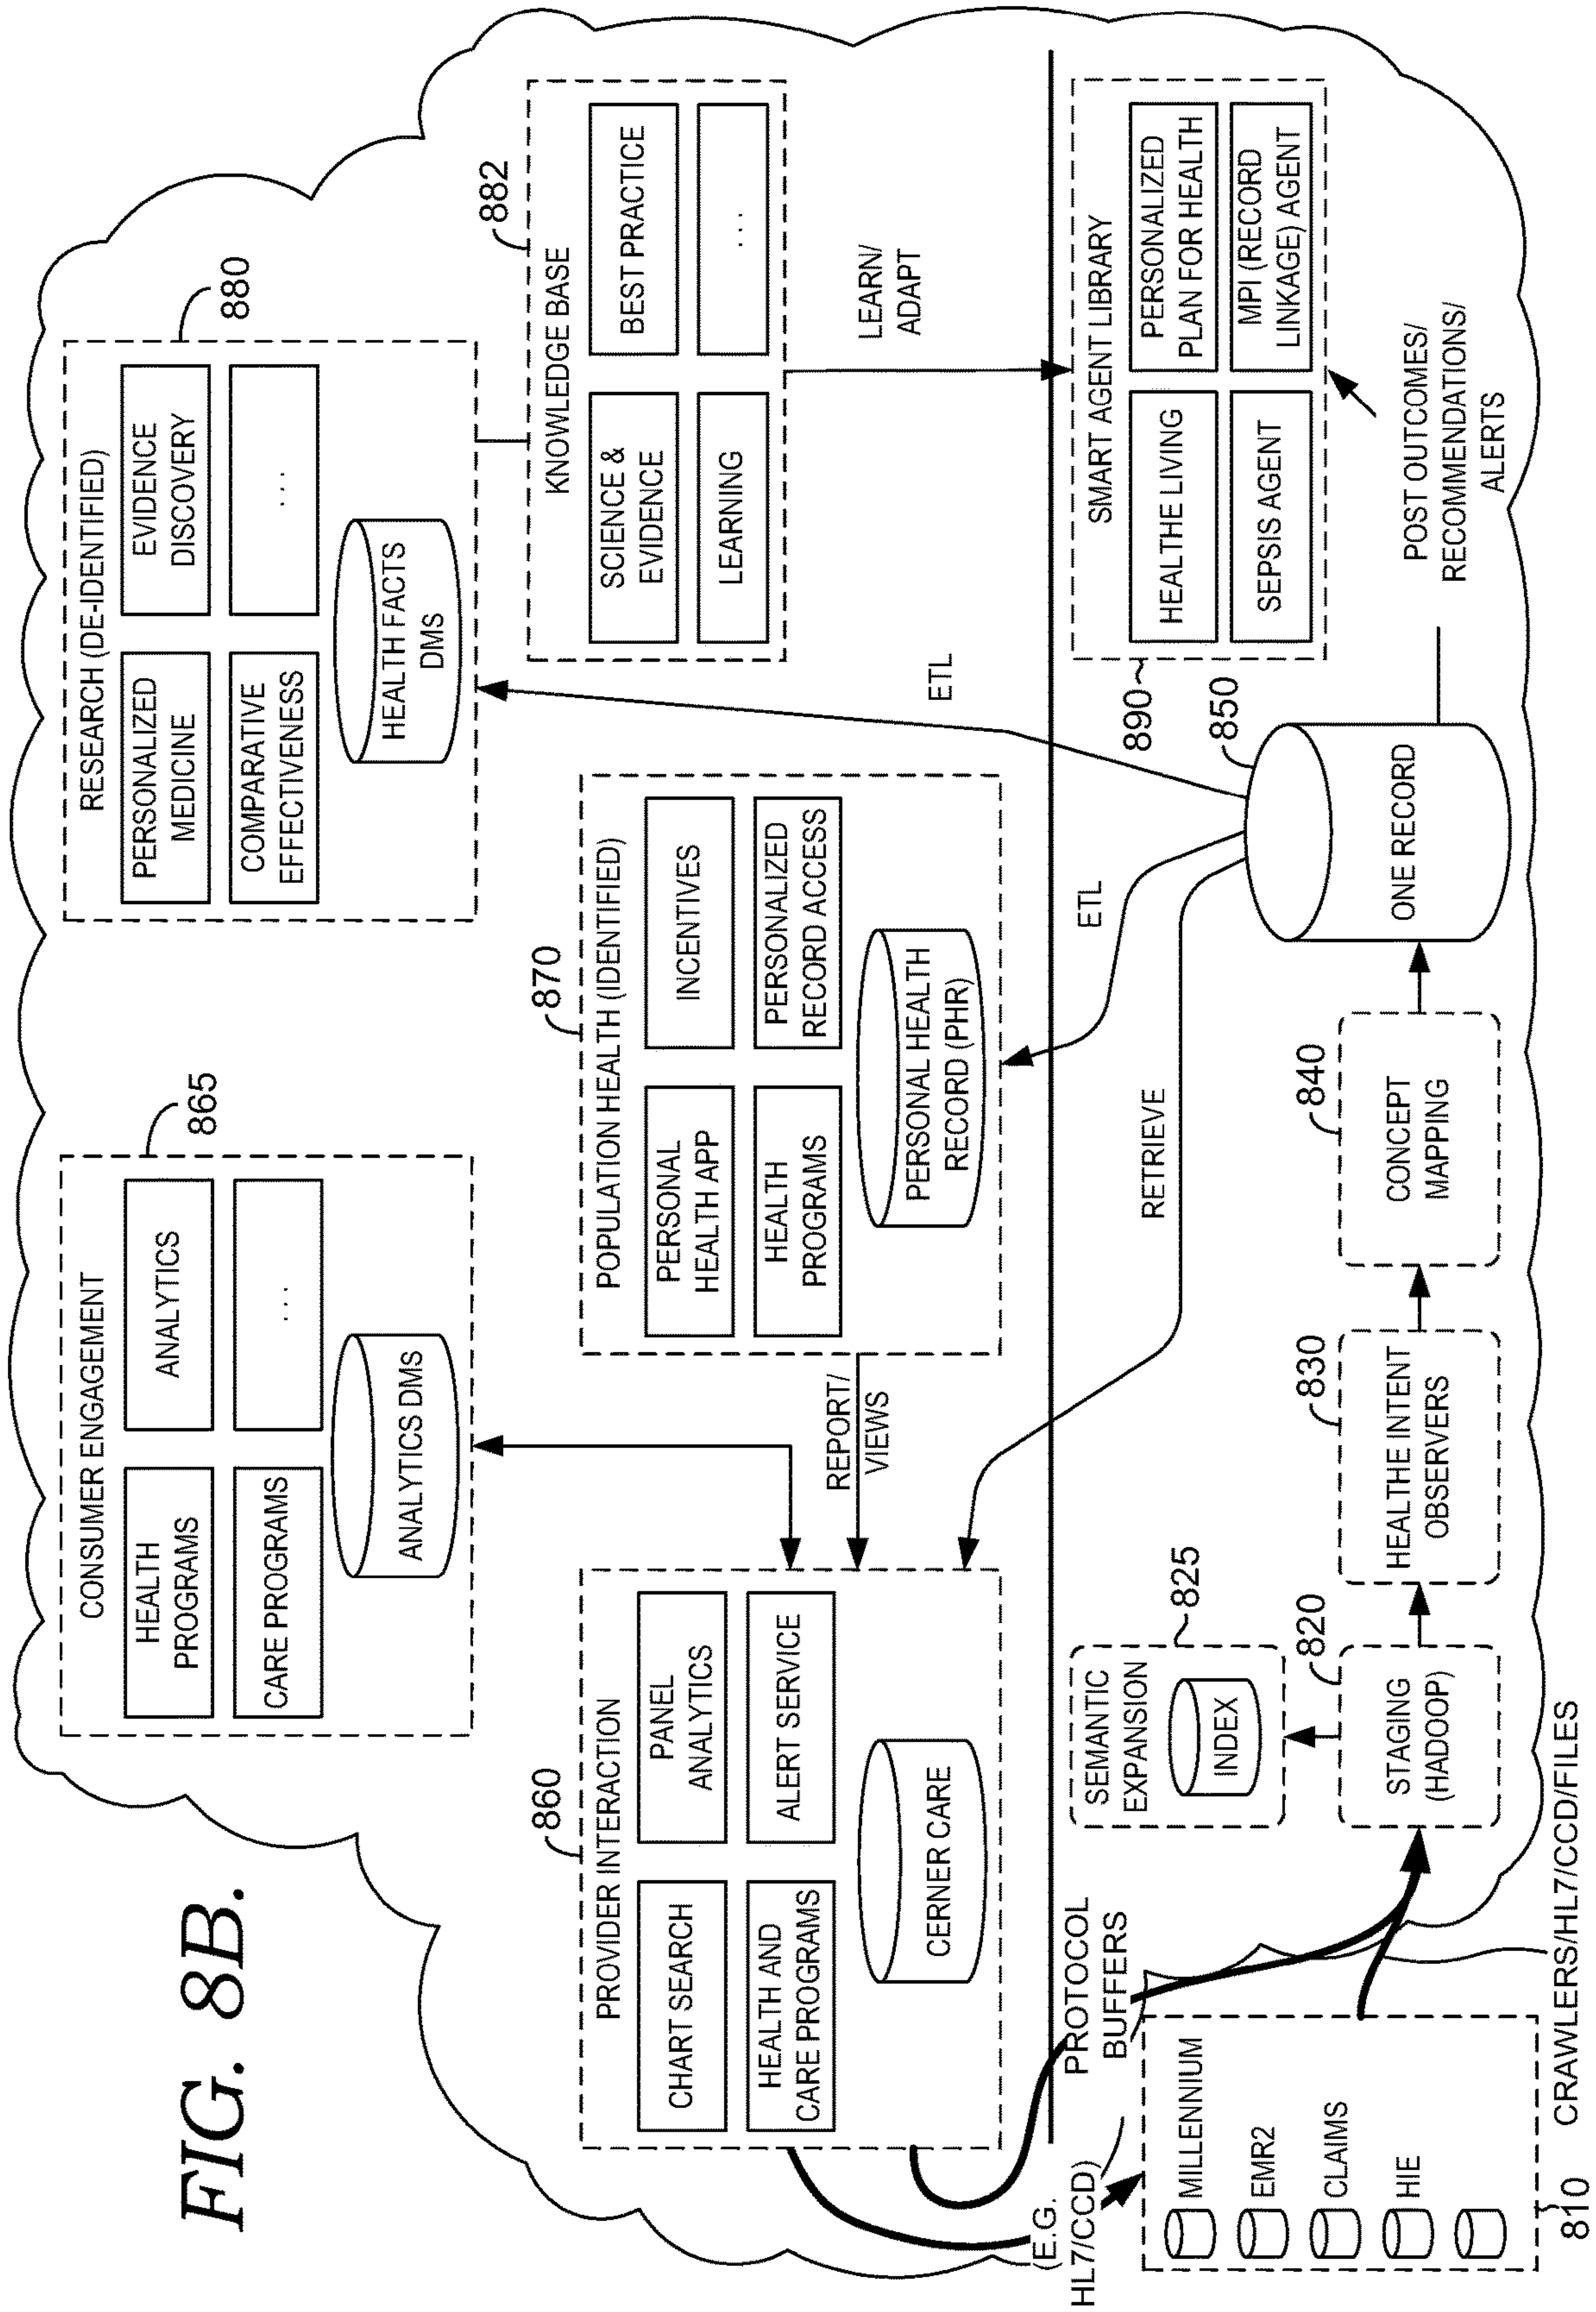 FIG. 8B.
CONSUMER ENGAGEMENT
865
HEALTH
PROGRAMS
ANALYTICS
CARE PROGRAMS
...
ANALYTICS DMS
RESEARCH (DE-IDENTIFIED)
880
PERSONALIZED
MEDICINE
EVIDENCE
DISCOVERY
COMPARATIVE
EFFECTIVENESS
...
HEALTH FACTS
DMS
860
PROVIDER INTERACTION
CHART SEARCH
PANEL
ANALYTICS
HEALTH AND
CARE PROGRAMS
ALERT SERVICE
CERNER CARE
REPORT/
VIEWS
870
POPULATION HEALTH (IDENTIFIED)
PERSONAL
HEALTH APP
INCENTIVES
HEALTH
PROGRAMS
PERSONALIZED
RECORD ACCESS
PERSONAL HEALTH
RECORD (PHR)
882
KNOWLEDGE BASE
SCIENCE &
EVIDENCE
BEST PRACTICE
LEARNING
...
ETL
LEARN/
ADAPT
ETL
RETRIEVE
(E.G.
HL7/CCD)
PROTOCOL
BUFFERS
SEMANTIC
EXPANSION
825
INDEX
890
SMART AGENT LIBRARY
HEALTHE LIVING
PERSONALIZED
PLAN FOR HEALTH
SEPSIS AGENT
MPI (RECORD
LINKAGE) AGENT
850
ONE RECORD
MILLENNIUM
EMR2
CLAIMS
HIE
810
820
STAGING
(HADOOP)
830
HEALTHE INTENT
OBSERVERS
840
CONCEPT
MAPPING
POST OUTCOMES/
RECOMMENDATIONS/
ALERTS
CRAWLERS/HL7/CCD/FILES